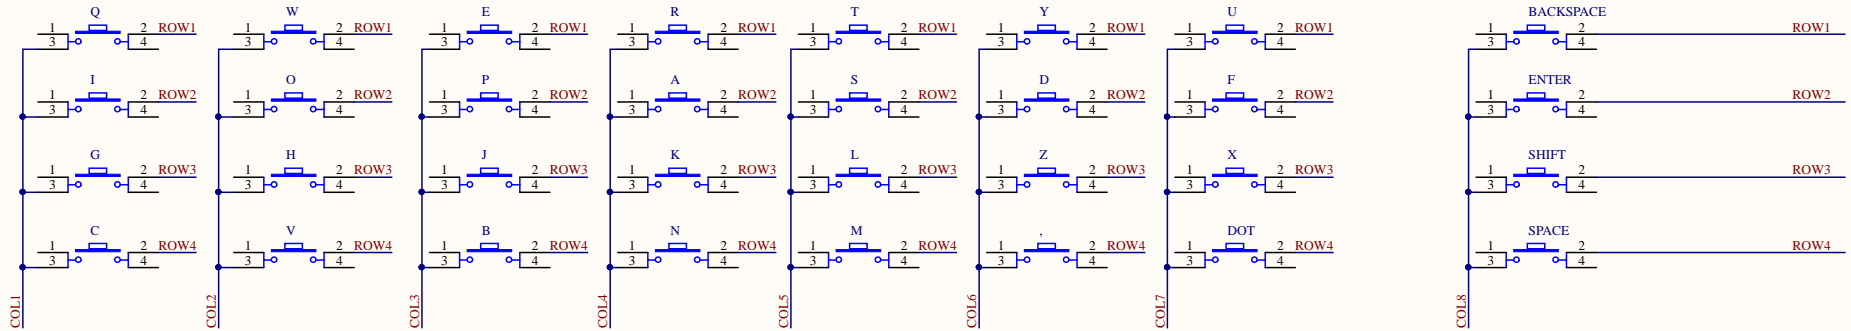 Q W E R T Y U BACKSPACE
1 2 ROW1 1 2 ROW1 1 2 ROW1 1 2 ROW1 1 2 ROW1 1 2 ROW1 1 2 ROW1 1 2 ROW1
3 4 3 4 3 4 3 4 3 4 3 4 3 4 3 4
I O P A S D F ENTER
1 2 ROW2 1 2 ROW2 1 2 ROW2 1 2 ROW2 1 2 ROW2 1 2 ROW2 1 2 ROW2 1 2 ROW2
3 4 3 4 3 4 3 4 3 4 3 4 3 4 3 4
G H J K L Z X SHIFT
1 2 ROW3 1 2 ROW3 1 2 ROW3 1 2 ROW3 1 2 ROW3 1 2 ROW3 1 2 ROW3 1 2 ROW3
3 4 3 4 3 4 3 4 3 4 3 4 3 4 3 4
C V B N M , DOT SPACE
1 2 ROW4 1 2 ROW4 1 2 ROW4 1 2 ROW4 1 2 ROW4 1 2 ROW4 1 2 ROW4 1 2 ROW4
3 4 3 4 3 4 3 4 3 4 3 4 3 4 3 4
COL1 COL2 COL3 COL4 COL5 COL6 COL7 COL8